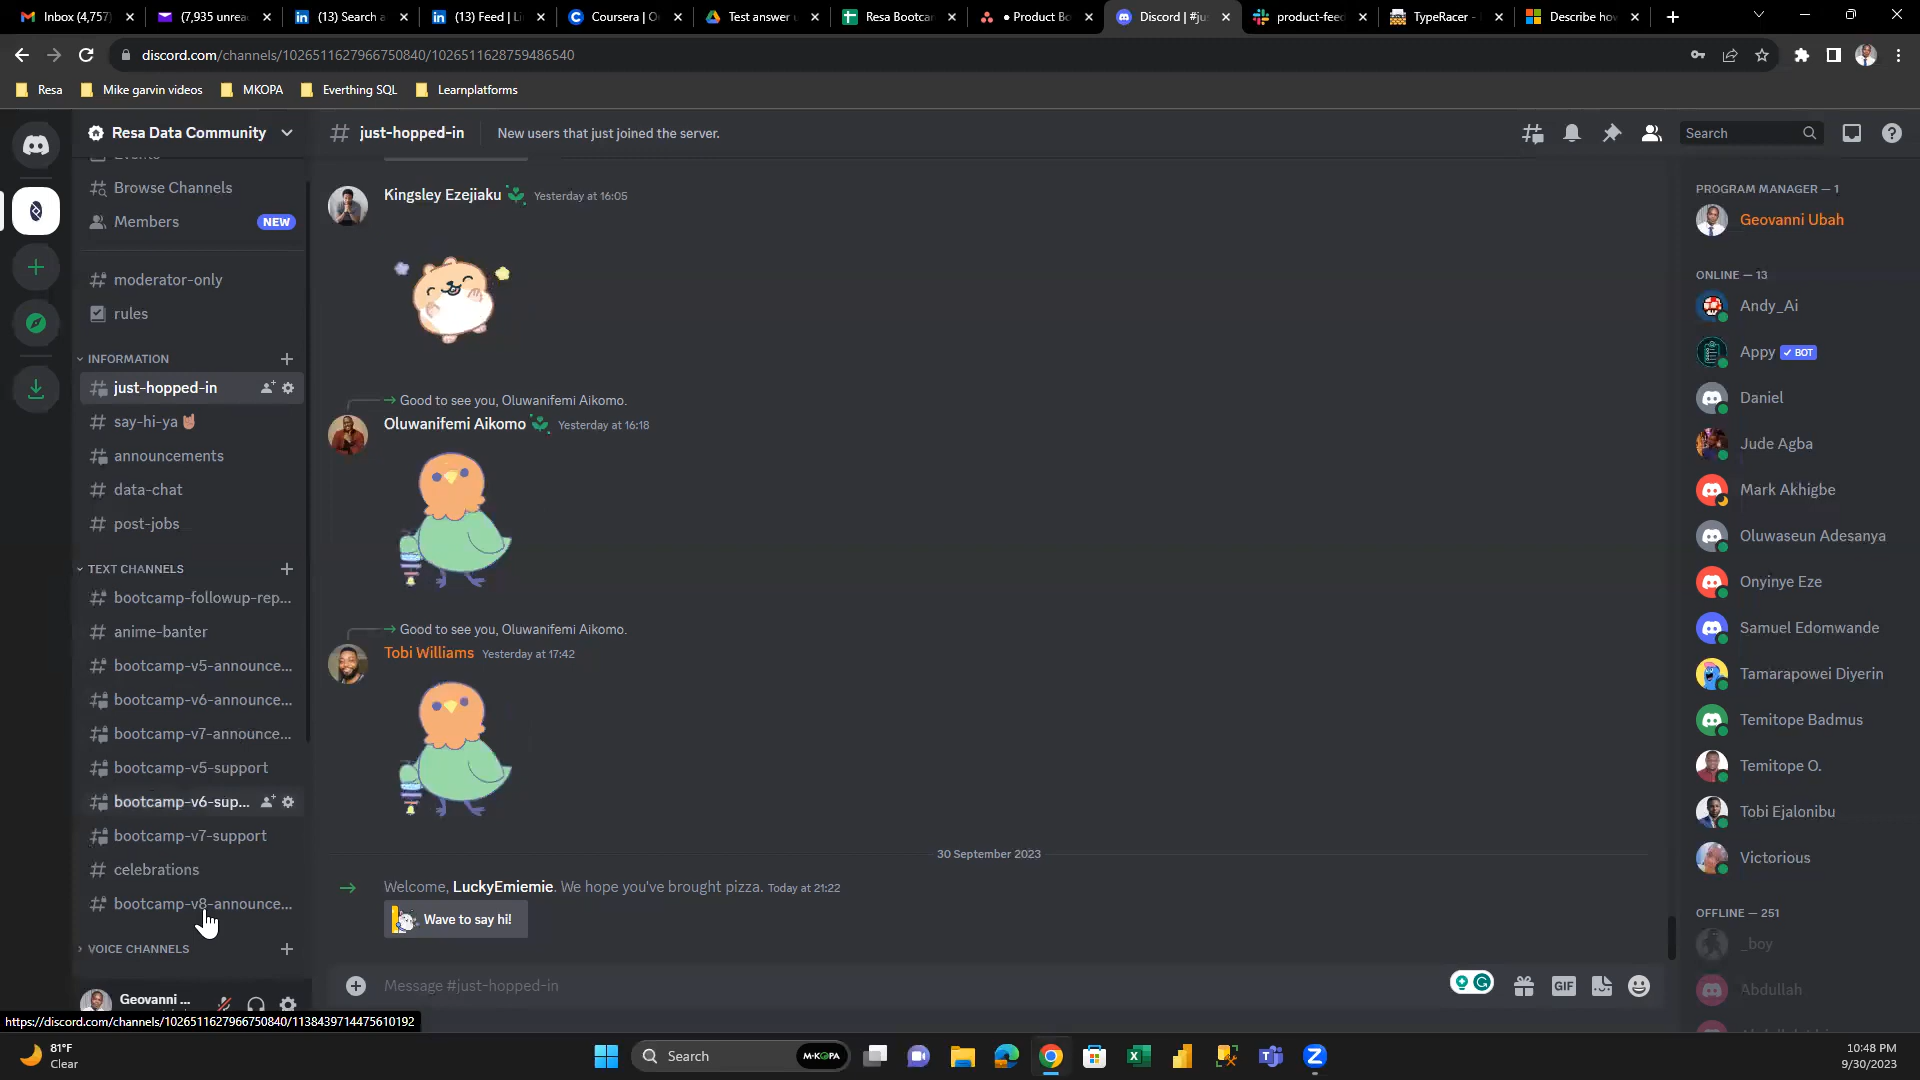 Inbox (4,757)
(7,935 unrea
(13) Search a
(13) Feed | Li
Coursera | O
Test answer u
Resa Bootcar
• Product Bo
Discord | #ju
product-feed
TypeRacer -
Describe how
discord.com/channels/1026511627966750840/1026511628759486540
Resa
Mike garvin videos
MKOPA
Everthing SQL
Learnplatforms
Resa Data Community
just-hopped-in
New users that just joined the server.
Search
Events
Browse Channels
Members
NEW
moderator-only
rules
INFORMATION
just-hopped-in
say-hi-ya
announcements
data-chat
post-jobs
TEXT CHANNELS
bootcamp-followup-rep...
anime-banter
bootcamp-v5-announce...
bootcamp-v6-announce...
bootcamp-v7-announce...
bootcamp-v5-support
bootcamp-v6-sup...
bootcamp-v7-support
celebrations
bootcamp-v8-announce...
VOICE CHANNELS
Geovanni ...
https://discord.com/channels/1026511627966750840/1138439714475610192
Kingsley Ezejiaku Yesterday at 16:05
Good to see you, Oluwanifemi Aikomo.
Oluwanifemi Aikomo Yesterday at 16:18
Good to see you, Oluwanifemi Aikomo.
Tobi Williams Yesterday at 17:42
30 September 2023
Welcome, LuckyEmiemie. We hope you've brought pizza. Today at 21:22
Wave to say hi!
Message #just-hopped-in
GIF
PROGRAM MANAGER — 1
Geovanni Ubah
ONLINE — 13
Andy_Ai
Appy BOT
Daniel
Jude Agba
Mark Akhigbe
Oluwaseun Adesanya
Onyinye Eze
Samuel Edomwande
Tamarapowei Diyerin
Temitope Badmus
Temitope O.
Tobi Ejalonibu
Victorious
OFFLINE — 251
_boy
Abdullah
81°F
Clear
Search
M-KOPA
10:48 PM
9/30/2023